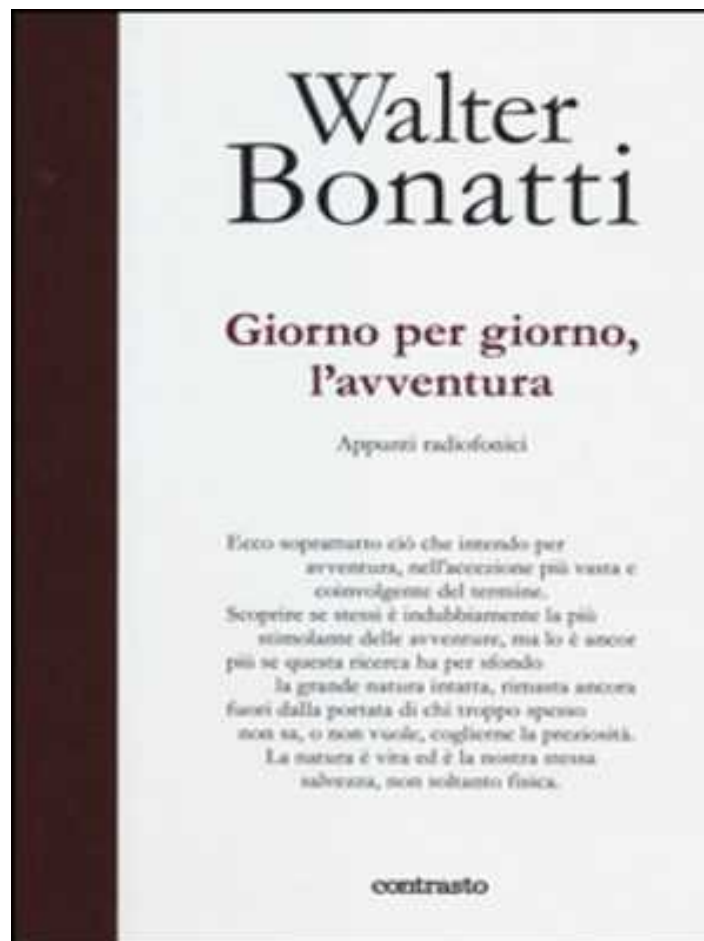 Walter
Bonatti
Giorno per giorno,
l'avventura
Appunti radiofonici
Ecco soprattutto ciò che intendo per
avventura, nell'accezione più vasta e
coinvolgente del termine.
Scoprire se stessi è indubbiamente la più
stimolante delle avventure, ma lo è ancor
più se questa ricerca ha per sfondo
la grande natura intatta, rimasta ancora
fuori dalla portata di chi troppo spesso
non sa, o non vuole, coglierne la preziosità.
La natura è vita ed è la nostra stessa
salvezza, non soltanto fisica.
contrasto